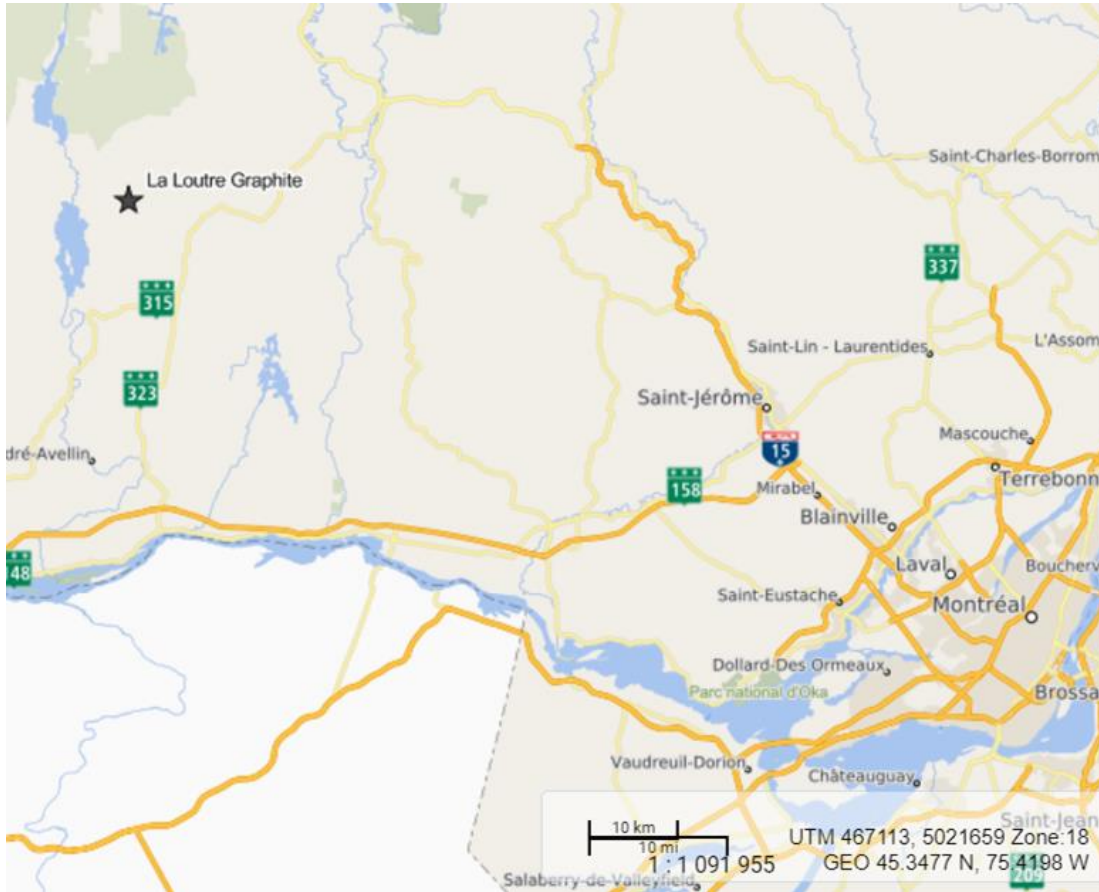 Saint-Charles-Borrom
La Loutre Graphite
337
315
L'Assom
Saint-Lin - Laurentides
323
Saint-Jérôme
Mascouche
15
dré-Avellin
Terrebonn
158
Mirabel
Blainville
148
Laval
Boucherv
Saint-Eustache
Montréal
Dollard-Des Ormeaux
Parc national d'Oka
Brossa
Vaudreuil-Dorion
Châteauguay
10 km
10 mi
1 : 1 091 955
UTM 467113, 5021659 Zone:18
GEO 45.3477 N, 75.4198 W
Saint-Jean
209
Salaberry-de-Valleyfield